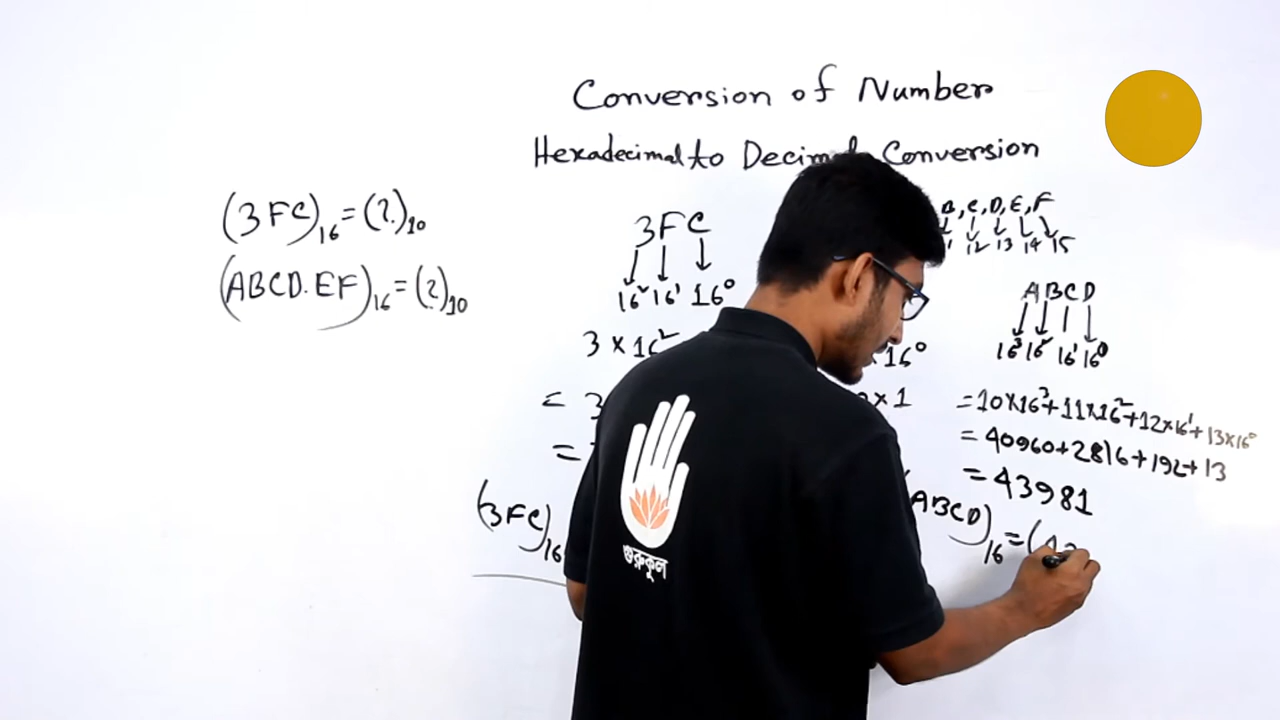 Conversion of Number
Hexadecimal to Decimal Conversion
(3FC)₁₆ = (?)₁₀
(ABCD.EF)₁₆ = (?)₁₀
3FC
16² 16¹ 16⁰
3 × 16²
× 16⁰
= 3
× 1
=
(3FC)₁₆
B, C, D, E, F
12 13 14 15
ABCD
16³ 16² 16¹ 16⁰
= 10×16³ + 11×16² + 12×16¹ + 13×16⁰
= 40960 + 2816 + 192 + 13
= 43981
(ABCD)₁₆ = (
গুরুকুল